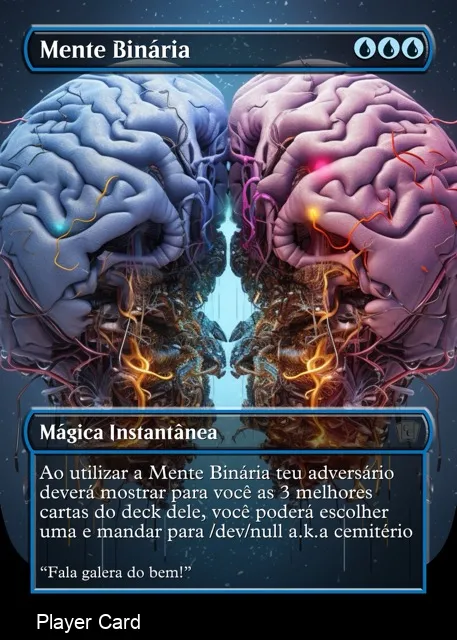 Mente Binária
Mágica Instantânea
Ao utilizar a Mente Binária teu adversário
deverá mostrar para você as 3 melhores
cartas do deck dele, você poderá escolher
uma e mandar para /dev/null a.k.a cemitério
“Fala galera do bem!”
Player Card